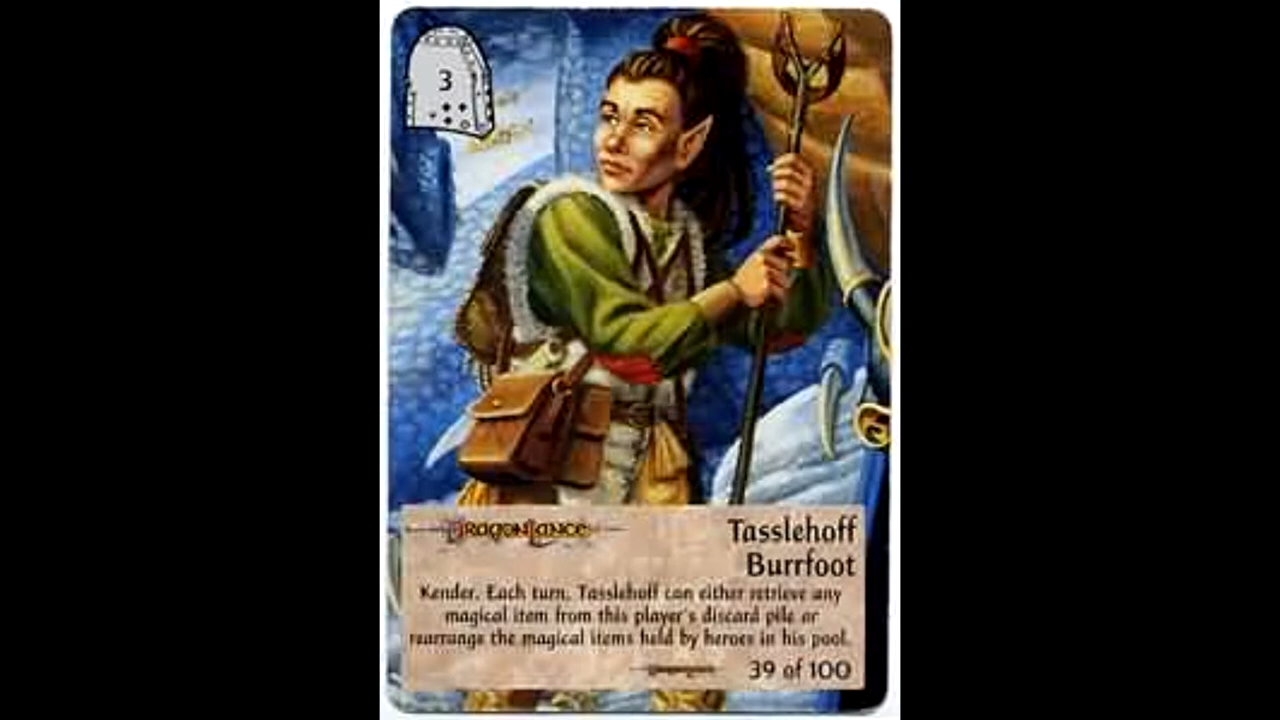 3
DragonLance
Tasslehoff
Burrfoot
Kender. Each turn, Tasslehoff can either retrieve any
magical item from this player's discard pile or
rearrange the magical items held by heroes in his pool.
39 of 100